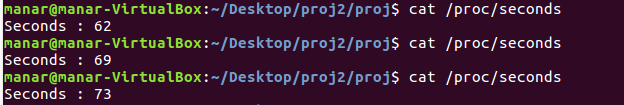 manar@manar-VirtualBox:~/Desktop/proj2/proj$ cat /proc/seconds
Seconds : 62
manar@manar-VirtualBox:~/Desktop/proj2/proj$ cat /proc/seconds
Seconds : 69
manar@manar-VirtualBox:~/Desktop/proj2/proj$ cat /proc/seconds
Seconds : 73